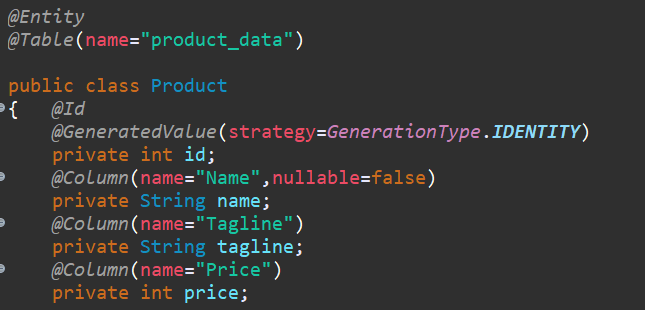 @Entity
@Table(name="product_data")
public class Product
{ @Id
@GeneratedValue(strategy=GenerationType.IDENTITY)
private int id;
@Column(name="Name",nullable=false)
private String name;
@Column(name="Tagline")
private String tagline;
@Column(name="Price")
private int price;